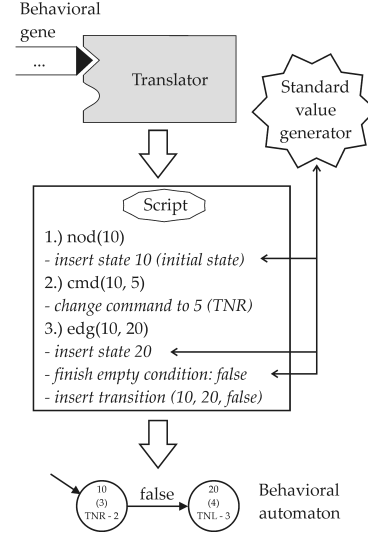 Behavioral
gene
...
Translator
Standard
value
generator
Script
1.) nod(10)
- insert state 10 (initial state)
2.) cmd(10, 5)
- change command to 5 (TNR)
3.) edg(10, 20)
- insert state 20
- finish empty condition: false
- insert transition (10, 20, false)
10
(3)
TNR - 2
false
20
(4)
TNL - 3
Behavioral
automaton